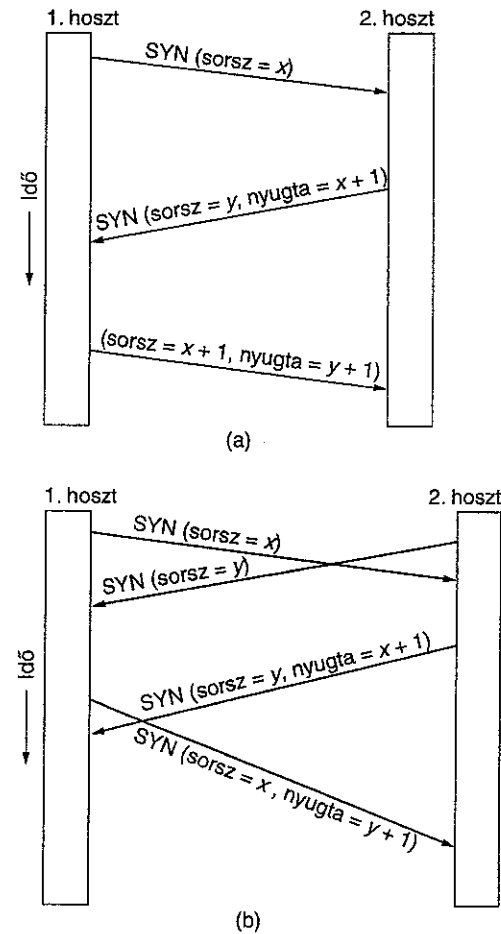 1. hoszt
2. hoszt
SYN (sorsz = x)
Idő
SYN (sorsz = y, nyugta = x + 1)
(sorsz = x + 1, nyugta = y + 1)
(a)
1. hoszt
2. hoszt
SYN (sorsz = x)
SYN (sorsz = y)
Idő
SYN (sorsz = y, nyugta = x + 1)
SYN (sorsz = x , nyugta = y + 1)
(b)